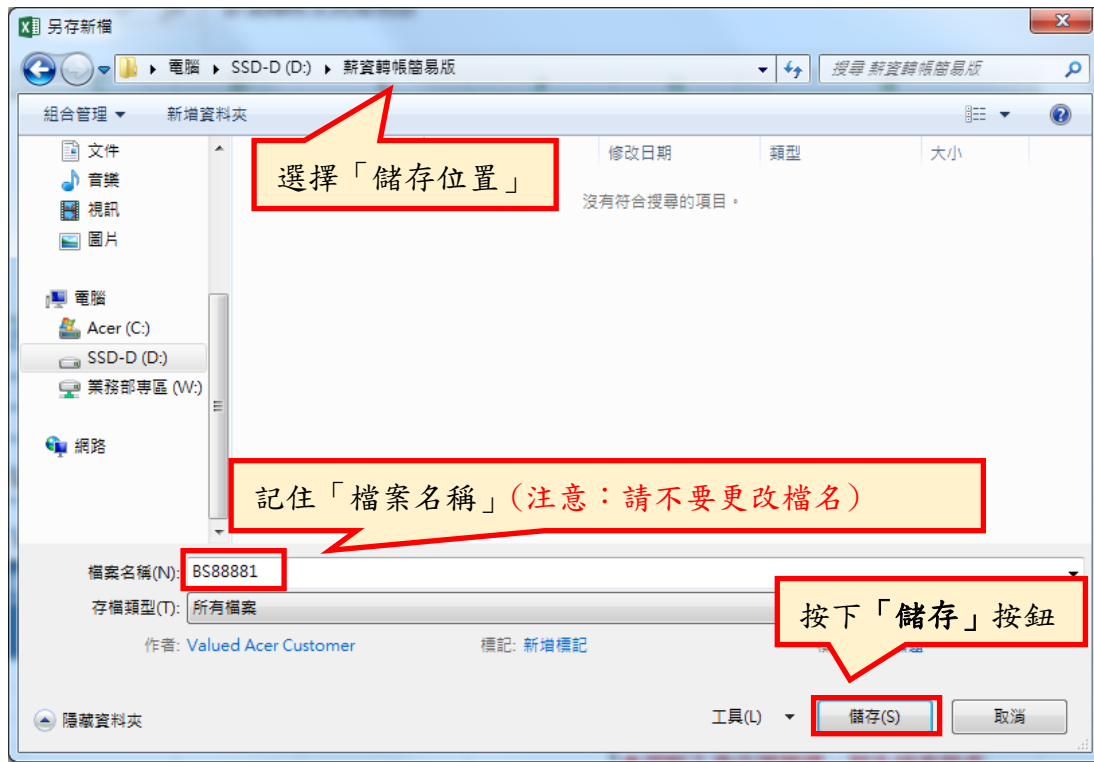 另存新檔
電腦 ▸ SSD-D (D:) ▸ 薪資轉帳簡易版
搜尋 薪資轉帳簡易版
組合管理 ▼ 新增資料夾
文件
音樂
視訊
圖片
電腦
Acer (C:)
SSD-D (D:)
業務部專區 (W:)
網路
修改日期 類型 大小
選擇「儲存位置」
沒有符合搜尋的項目。
記住「檔案名稱」(注意：請不要更改檔名)
檔案名稱(N): BS88881
存檔類型(T): 所有檔案
按下「儲存」按鈕
作者: Valued Acer Customer 標記: 新增標記
隱藏資料夾 工具(L) ▼ 儲存(S) 取消